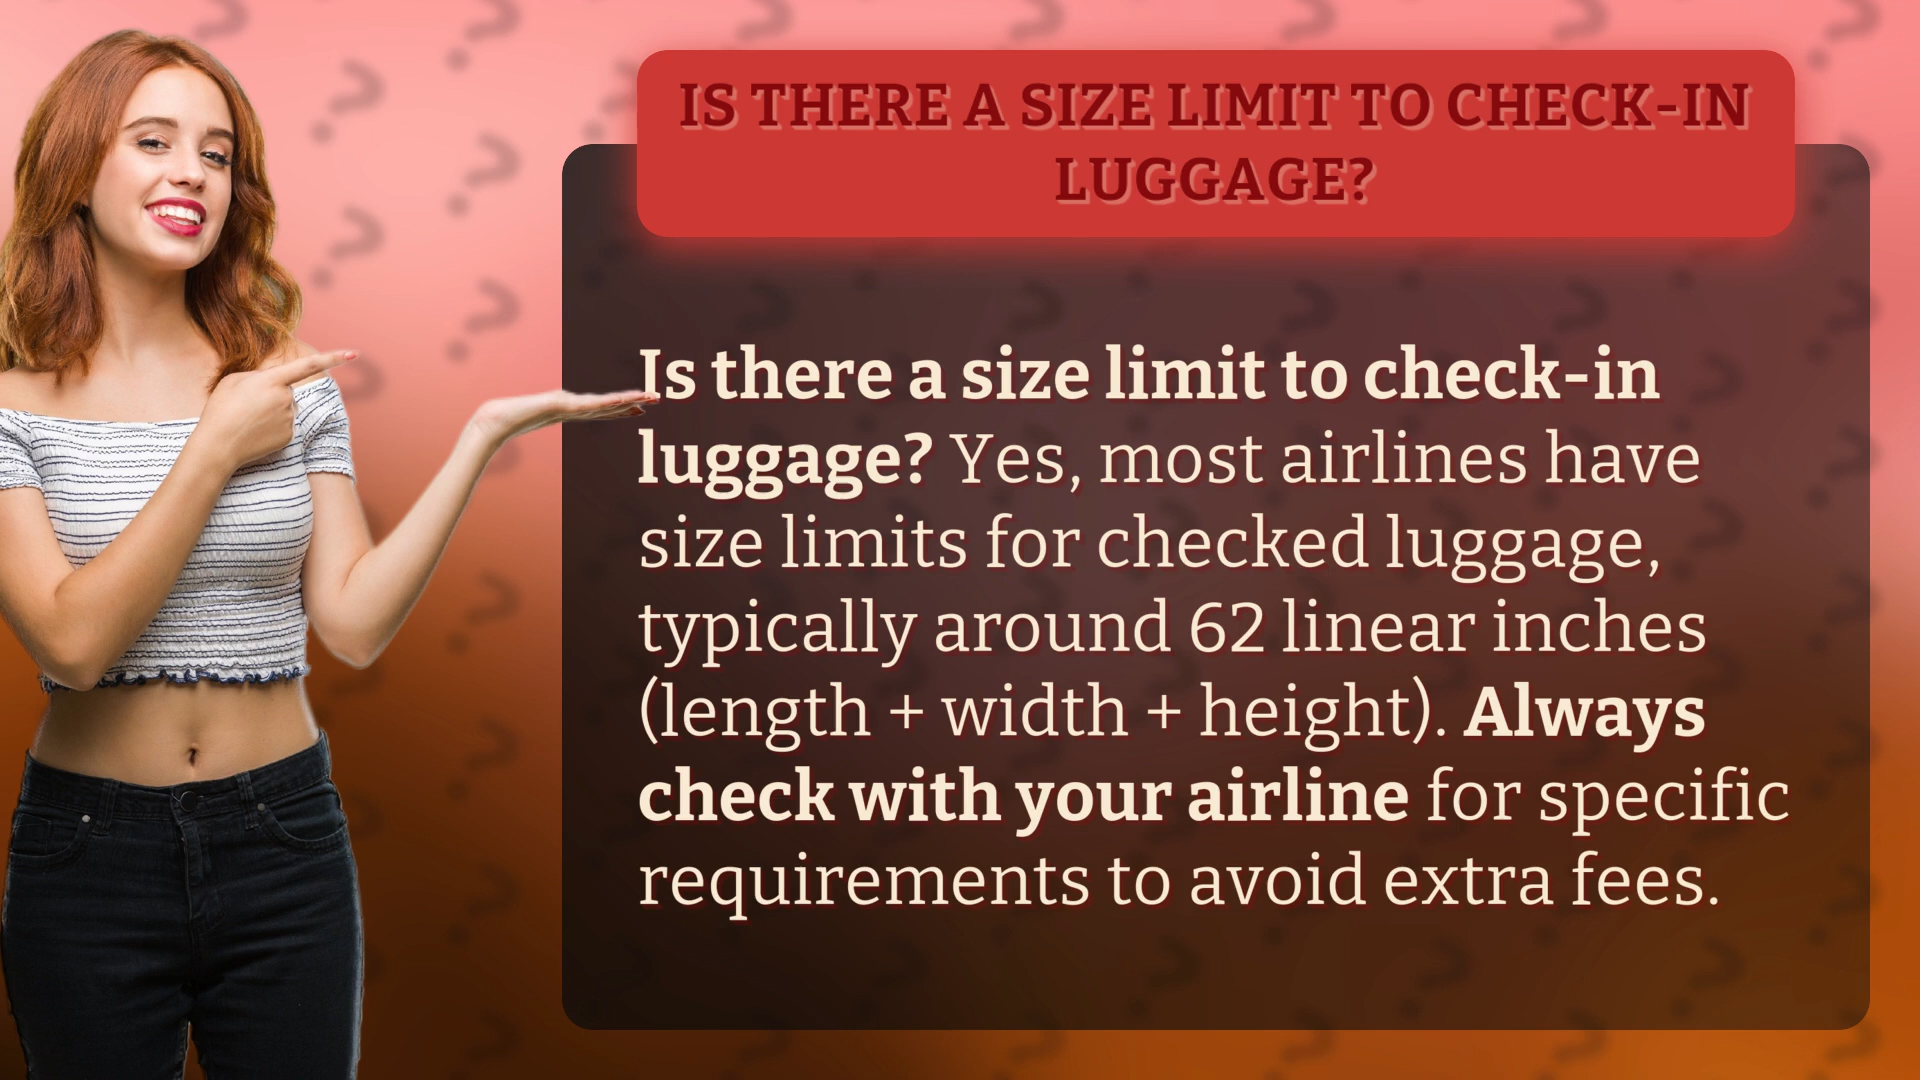 IS THERE A SIZE LIMIT TO CHECK-IN
LUGGAGE?
Is there a size limit to check-in
luggage? Yes, most airlines have
size limits for checked luggage,
typically around 62 linear inches
(length + width + height). Always
check with your airline for specific
requirements to avoid extra fees.